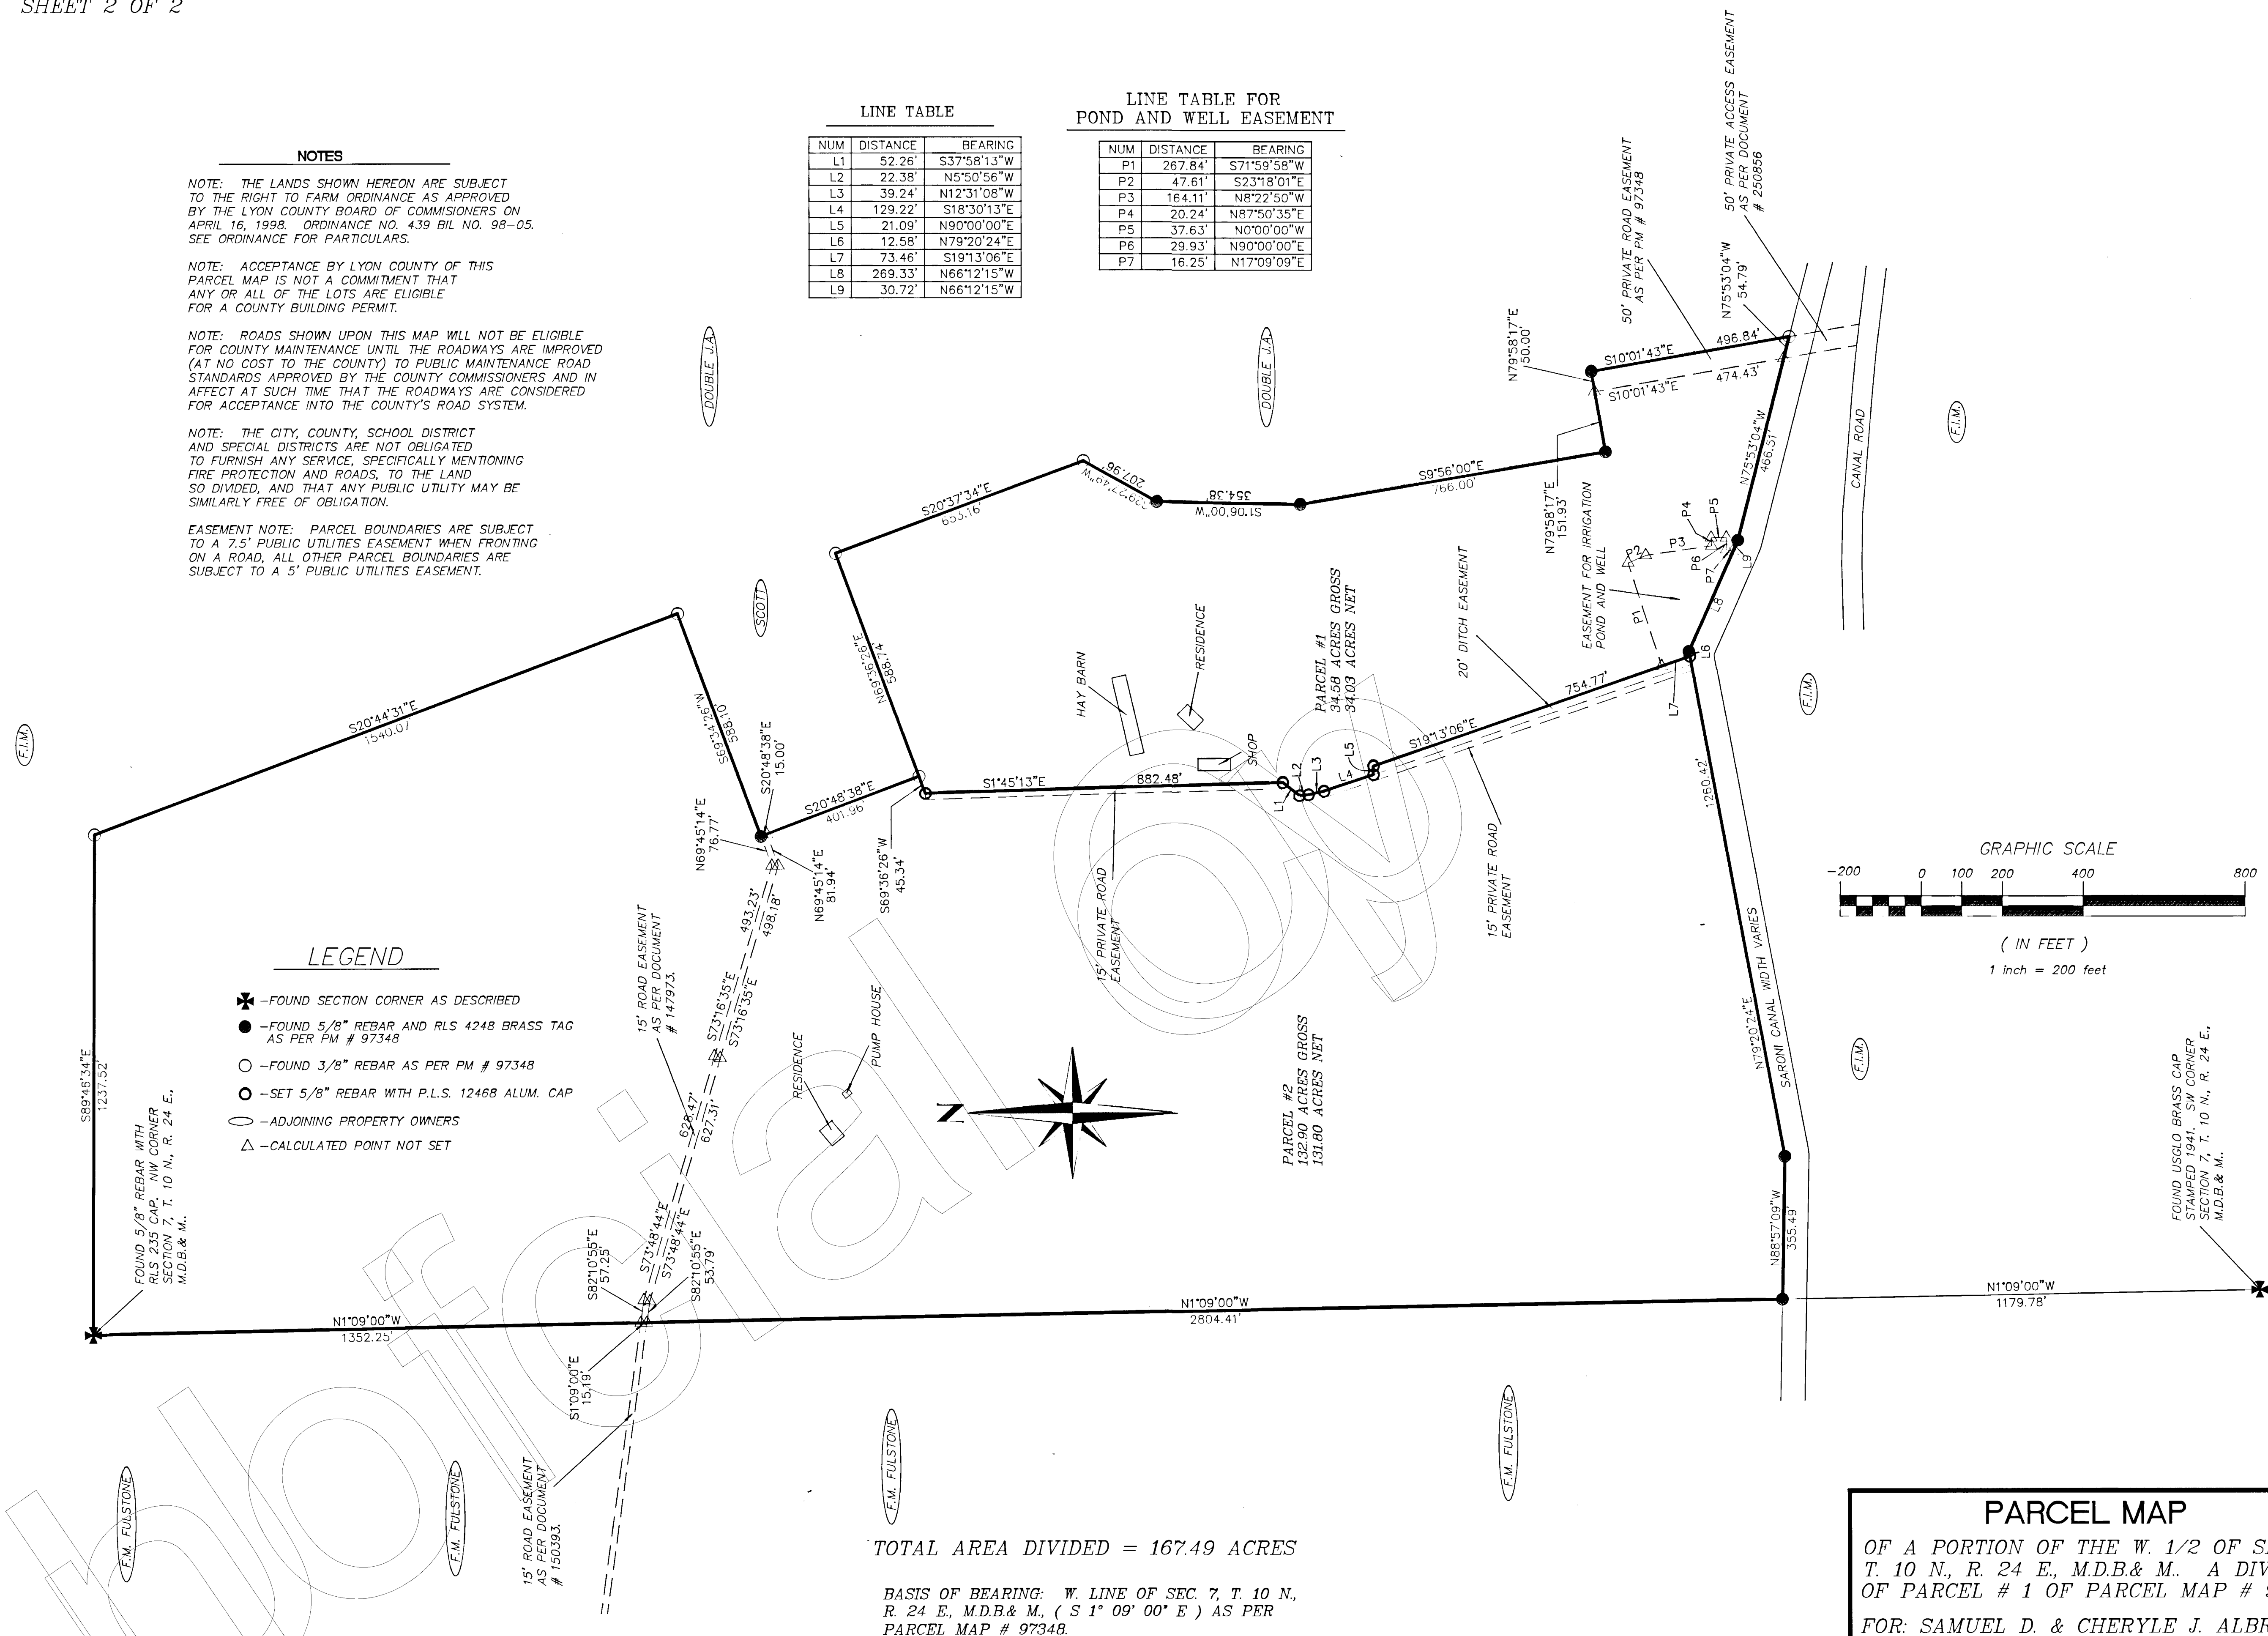 SHEET 2 OF 2
NOTES
NOTE: THE LANDS SHOWN HEREON ARE SUBJECT
TO THE RIGHT TO FARM ORDINANCE AS APPROVED
BY THE LYON COUNTY BOARD OF COMMISIONERS ON
APRIL 16, 1998. ORDINANCE NO. 439 BIL NO. 98-05.
SEE ORDINANCE FOR PARTICULARS.
NOTE: ACCEPTANCE BY LYON COUNTY OF THIS
PARCEL MAP IS NOT A COMMITMENT THAT
ANY OR ALL OF THE LOTS ARE ELIGIBLE
FOR A COUNTY BUILDING PERMIT.
NOTE: ROADS SHOWN UPON THIS MAP WILL NOT BE ELIGIBLE
FOR COUNTY MAINTENANCE UNTIL THE ROADWAYS ARE IMPROVED
(AT NO COST TO THE COUNTY) TO PUBLIC MAINTENANCE ROAD
STANDARDS APPROVED BY THE COUNTY COMMISSIONERS AND IN
AFFECT AT SUCH TIME THAT THE ROADWAYS ARE CONSIDERED
FOR ACCEPTANCE INTO THE COUNTY'S ROAD SYSTEM.
NOTE: THE CITY, COUNTY, SCHOOL DISTRICT
AND SPECIAL DISTRICTS ARE NOT OBLIGATED
TO FURNISH ANY SERVICE, SPECIFICALLY MENTIONING
FIRE PROTECTION AND ROADS, TO THE LAND
SO DIVIDED, AND THAT ANY PUBLIC UTILITY MAY BE
SIMILARLY FREE OF OBLIGATION.
EASEMENT NOTE: PARCEL BOUNDARIES ARE SUBJECT
TO A 7.5' PUBLIC UTILITIES EASEMENT WHEN FRONTING
ON A ROAD, ALL OTHER PARCEL BOUNDARIES ARE
SUBJECT TO A 5' PUBLIC UTILITIES EASEMENT.
LINE TABLE
NUM DISTANCE BEARING
L1 52.26' S37°58'13"W
L2 22.38' N5°50'56"W
L3 39.24' N12°31'08"W
L4 129.22' S18°30'13"E
L5 21.09' N90°00'00"E
L6 12.58' N79°20'24"E
L7 73.46' S19°13'06"E
L8 269.33' N66°12'15"W
L9 30.72' N66°12'15"W
LINE TABLE FOR
POND AND WELL EASEMENT
NUM DISTANCE BEARING
P1 267.84' S71°59'58"W
P2 47.61' S23°18'01"E
P3 164.11' N8°22'50"W
P4 20.24' N87°50'35"E
P5 37.63' N0°00'00"W
P6 29.93' N90°00'00"E
P7 16.25' N17°09'09"E
DOUBLE J.A.
DOUBLE J.A.
50' PRIVATE ROAD EASEMENT
AS PER PM # 97348
50' PRIVATE ACCESS EASEMENT
AS PER DOCUMENT
# 250856
N75°53'04"W
54.79'
N79°58'17"E
50.00'
S10°01'43"E
496.84'
S10°01'43"E
474.43'
N75°53'04"W
466.51'
CANAL ROAD
F.I.M.
S20°37'34"E
653.16'
207.96'
S1°06'00"W
354.38'
S9°56'00"E
766.00'
N79°58'17"E
151.93'
P4
P5
P2
P3
P6
P7
L9
P1
L8
L6
L7
EASEMENT FOR IRRIGATION
POND AND WELL
SCOTT
S20°44'31"E
1540.07'
F.I.M.
S69°34'26"W
588.10'
N69°36'26"E
588.74'
S20°48'38"E
15.00'
HAY BARN
RESIDENCE
SHOP
PARCEL #1
34.58 ACRES GROSS
34.03 ACRES NET
20' DITCH EASEMENT
754.77'
S19°13'06"E
F.I.M.
S20°48'38"E
401.96'
S1°45'13"E
882.48'
L1
L2
L3
L4
L5
N69°45'14"E
76.77'
N69°45'14"E
81.94'
S69°36'26"W
45.34'
15' PRIVATE ROAD
EASEMENT
15' PRIVATE ROAD
EASEMENT
1260.42'
N79°20'24"E
SARONI CANAL WIDTH VARIES
GRAPHIC SCALE
-200 0 100 200 400 800
( IN FEET )
1 inch = 200 feet
LEGEND
-FOUND SECTION CORNER AS DESCRIBED
-FOUND 5/8" REBAR AND RLS 4248 BRASS TAG
AS PER PM # 97348
-FOUND 3/8" REBAR AS PER PM # 97348
-SET 5/8" REBAR WITH P.L.S. 12468 ALUM. CAP
-ADJOINING PROPERTY OWNERS
-CALCULATED POINT NOT SET
S89°46'34"E
1237.52'
15' ROAD EASEMENT
AS PER DOCUMENT
# 147973.
493.23'
498.18'
S73°16'35"E
S73°16'35"E
628.47'
627.31'
S73°48'44"E
S73°48'44"E
RESIDENCE
PUMP HOUSE
N
PARCEL #2
132.90 ACRES GROSS
131.80 ACRES NET
F.I.M.
FOUND USGLO BRASS CAP
STAMPED 1941. SW CORNER
SECTION 7, T. 10 N., R. 24 E.,
M.D.B.& M..
FOUND 5/8" REBAR WITH
RLS 235 CAP. NW CORNER
SECTION 7, T. 10 N., R. 24 E.,
M.D.B.& M..
S82°10'55"E
57.25'
S82°10'55"E
53.79'
N88°57'09"W
355.49'
N1°09'00"W
1352.25'
N1°09'00"W
2804.41'
N1°09'00"W
1179.78'
S1°09'00"E
15.19'
15' ROAD EASEMENT
AS PER DOCUMENT
# 150393.
F.M. FULSTONE
F.M. FULSTONE
F.M. FULSTONE
F.M. FULSTONE
TOTAL AREA DIVIDED = 167.49 ACRES
BASIS OF BEARING: W. LINE OF SEC. 7, T. 10 N.,
R. 24 E., M.D.B.& M., ( S 1° 09' 00" E ) AS PER
PARCEL MAP # 97348.
PARCEL MAP
OF A PORTION OF THE W. 1/2 OF
T. 10 N., R. 24 E., M.D.B.& M.. A
OF PARCEL # 1 OF PARCEL MAP #
FOR: SAMUEL D. & CHERYLE J.